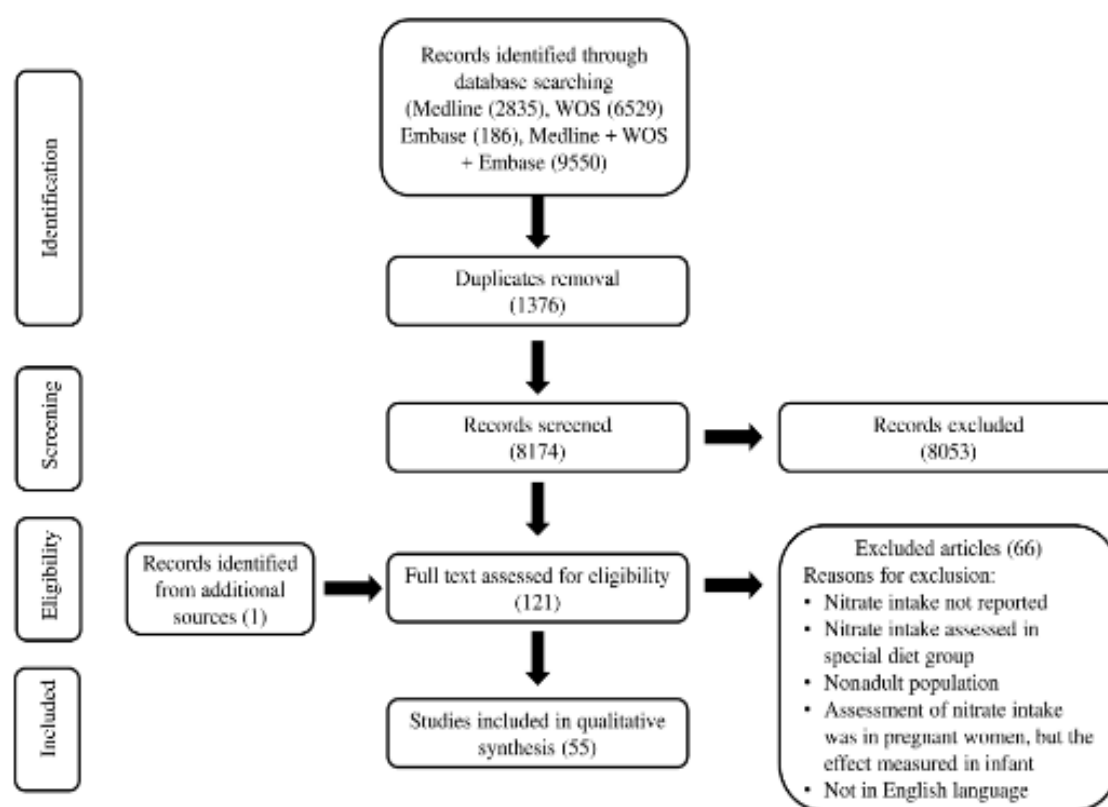 Identification
Records identified through
database searching
(Medline (2835), WOS (6529)
Embase (186), Medline + WOS
+ Embase (9550)
Duplicates removal
(1376)
Screening
Records screened
(8174)
Records excluded
(8053)
Eligibility
Records identified
from additional
sources (1)
Full text assessed for eligibility
(121)
Excluded articles (66)
Reasons for exclusion:
• Nitrate intake not reported
• Nitrate intake assessed in
special diet group
• Nonadult population
• Assessment of nitrate intake
was in pregnant women, but the
effect measured in infant
• Not in English language
Included
Studies included in qualitative
synthesis (55)